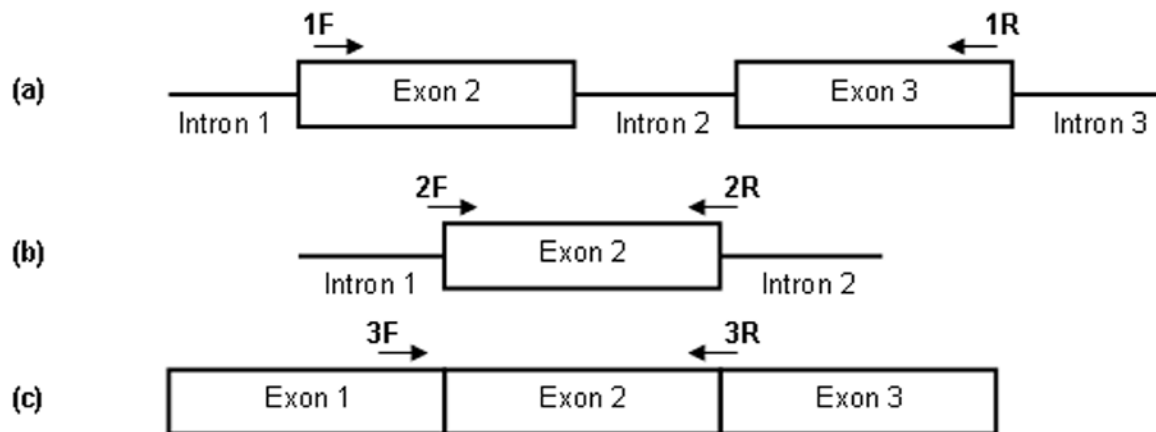 1F 1R
(a) Exon 2 Exon 3
Intron 1 Intron 2 Intron 3
2F 2R
(b) Exon 2
Intron 1 Intron 2
3F 3R
(c) Exon 1 Exon 2 Exon 3